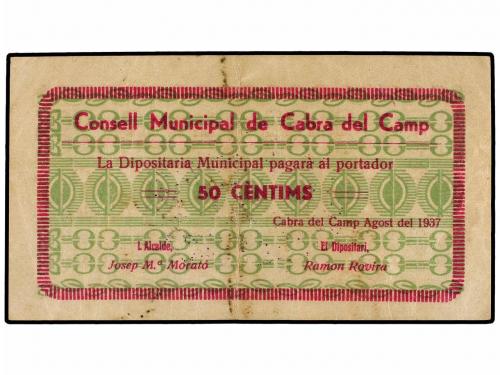 Consell Municipal de Cabra del Camp
La Dipositaria Municipal pagarà al portador
50 CÈNTIMS
Cabra del Camp Agost del 1937
L'Alcalde, El Dipositari,
Josep M.ª Morató Ramon Rovira